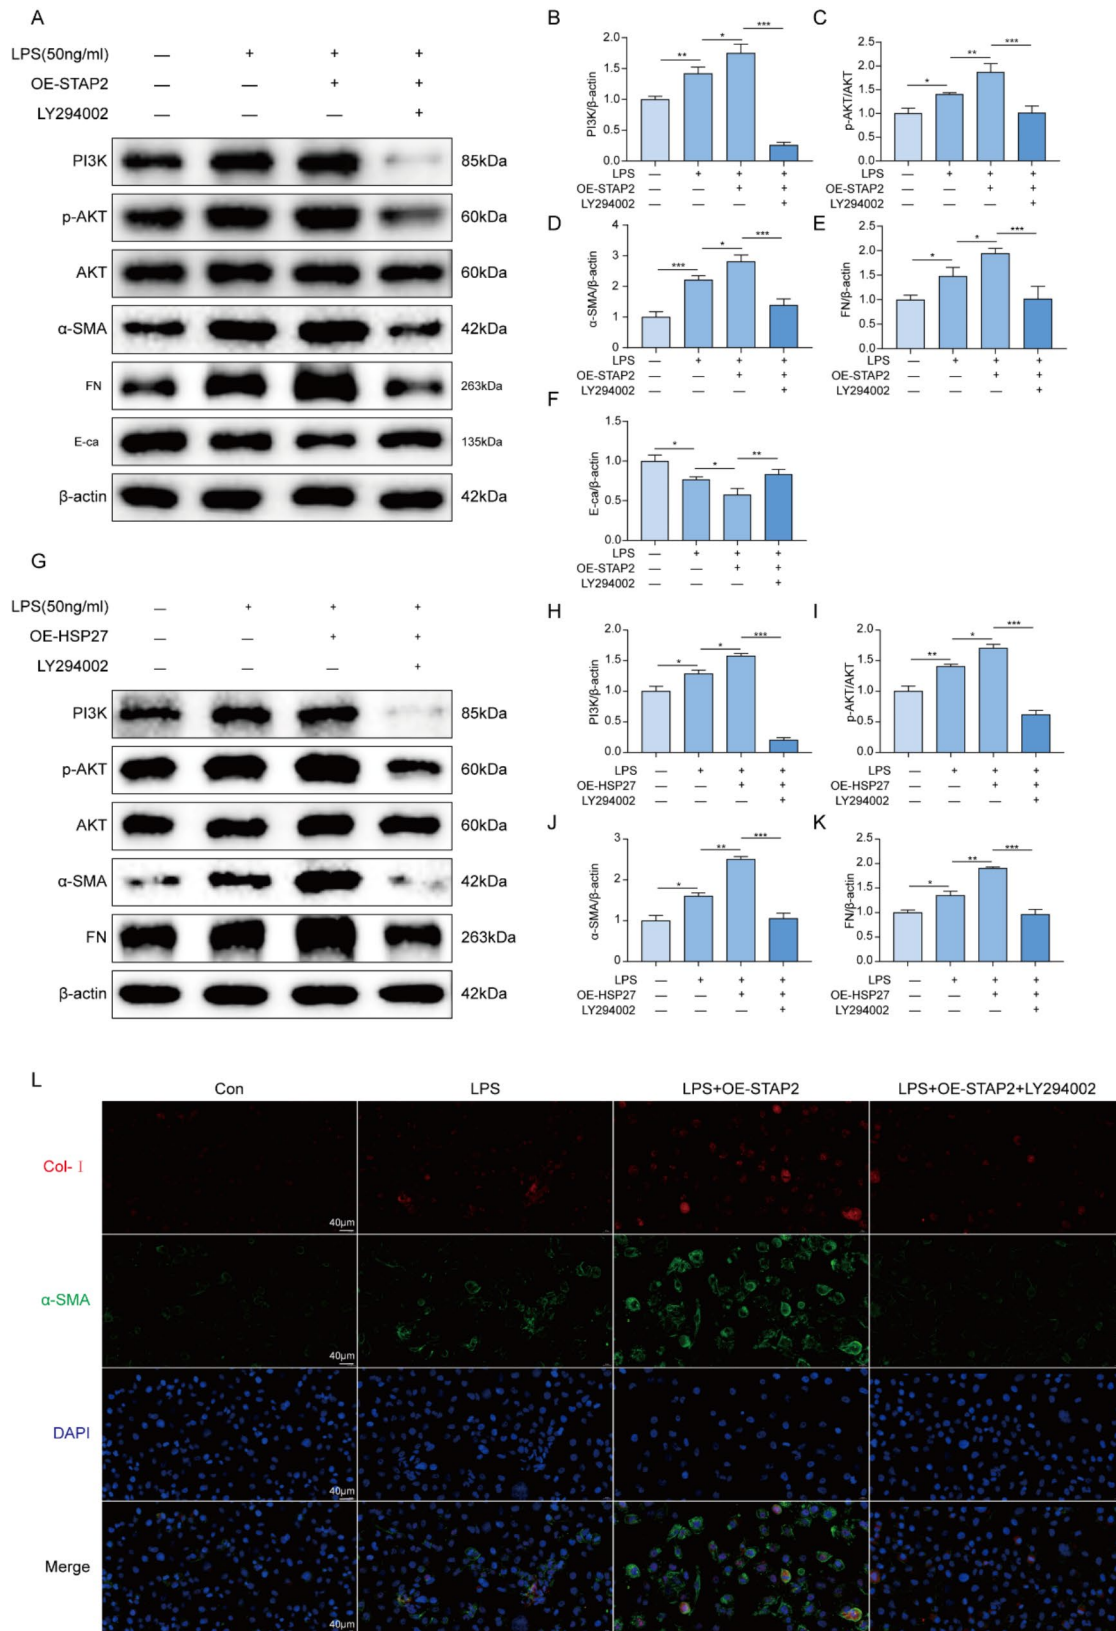 A
LPS(50ng/ml) — + + +
OE-STAP2 — — + +
LY294002 — — — +
PI3K 85kDa
p-AKT 60kDa
AKT 60kDa
α-SMA 42kDa
FN 263kDa
E-ca 135kDa
β-actin 42kDa
B
PI3K/β-actin
2.0
1.5
1.0
0.5
0.0
** * ***
LPS — + + +
OE-STAP2 — — + +
LY294002 — — — +
C
p-AKT/AKT
2.5
2.0
1.5
1.0
0.5
0.0
* ** ***
LPS — + + +
OE-STAP2 — — + +
LY294002 — — — +
D
α-SMA/β-actin
4
3
2
1
0
*** * ***
LPS — + + +
OE-STAP2 — — + +
LY294002 — — — +
E
FN/β-actin
2.5
2.0
1.5
1.0
0.5
0.0
* * ***
LPS — + + +
OE-STAP2 — — + +
LY294002 — — — +
F
E-ca/β-actin
1.5
1.0
0.5
0.0
* * **
LPS — + + +
OE-STAP2 — — + +
LY294002 — — — +
G
LPS(50ng/ml) — + + +
OE-HSP27 — — + +
LY294002 — — — +
PI3K 85kDa
p-AKT 60kDa
AKT 60kDa
α-SMA 42kDa
FN 263kDa
β-actin 42kDa
H
PI3K/β-actin
2.0
1.5
1.0
0.5
0.0
* * ***
LPS — + + +
OE-HSP27 — — + +
LY294002 — — — +
I
p-AKT/AKT
2.0
1.5
1.0
0.5
0.0
** * ***
LPS — + + +
OE-HSP27 — — + +
LY294002 — — — +
J
α-SMA/β-actin
3
2
1
0
* ** ***
LPS — + + +
OE-HSP27 — — + +
LY294002 — — — +
K
FN/β-actin
2.5
2.0
1.5
1.0
0.5
0.0
* ** ***
LPS — + + +
OE-HSP27 — — + +
LY294002 — — — +
L
Con LPS LPS+OE-STAP2 LPS+OE-STAP2+LY294002
Col-Ⅰ
40μm
α-SMA
40μm
DAPI
40μm
Merge
40μm